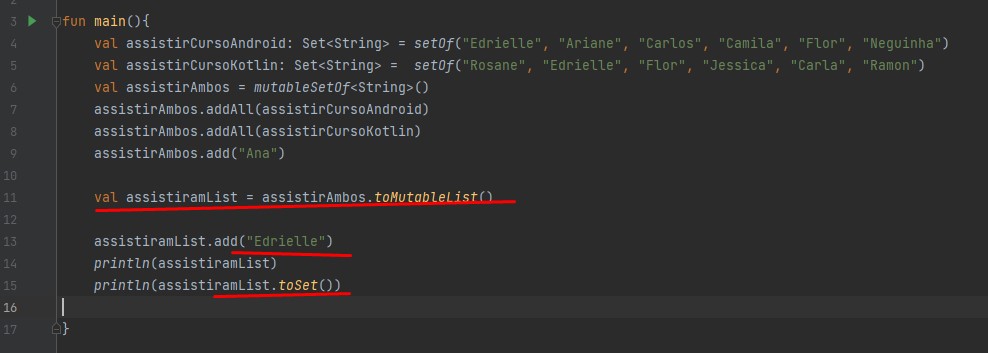 3 fun main(){
4 val assistirCursoAndroid: Set<String> = setOf("Edrielle", "Ariane", "Carlos", "Camila", "Flor", "Neguinha")
5 val assistirCursoKotlin: Set<String> =  setOf("Rosane", "Edrielle", "Flor", "Jessica", "Carla", "Ramon")
6 val assistirAmbos = mutableSetOf<String>()
7 assistirAmbos.addAll(assistirCursoAndroid)
8 assistirAmbos.addAll(assistirCursoKotlin)
9 assistirAmbos.add("Ana")
10
11 val assistiramList = assistirAmbos.toMutableList()
12
13 assistiramList.add("Edrielle")
14 println(assistiramList)
15 println(assistiramList.toSet())
16
17 }